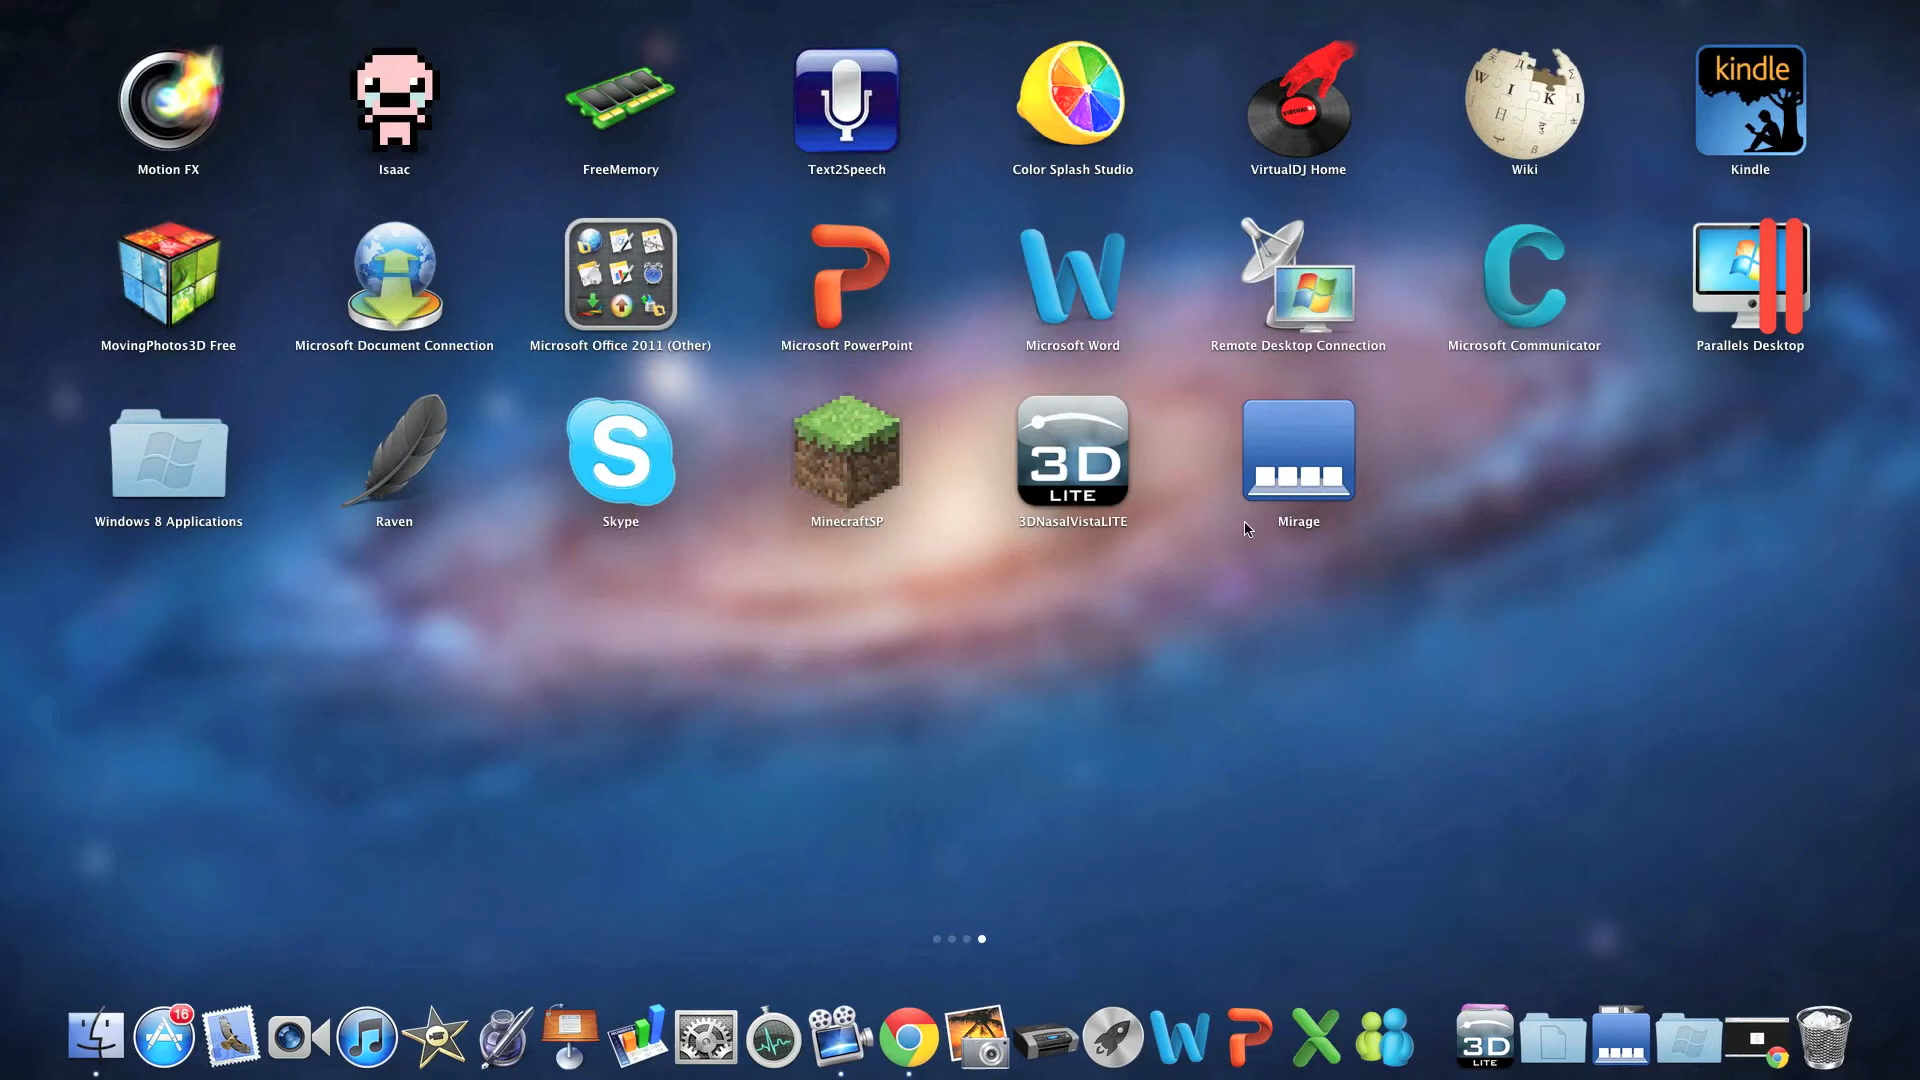 Motion FX
Isaac
FreeMemory
Text2Speech
Color Splash Studio
VIRTUAL DJ
VirtualDJ Home
Wiki
kindle
Kindle
MovingPhotos3D Free
Microsoft Document Connection
Microsoft Office 2011 (Other)
Microsoft PowerPoint
Microsoft Word
Remote Desktop Connection
Microsoft Communicator
Parallels Desktop
Windows 8 Applications
Raven
S
Skype
MinecraftSP
3D
LITE
3DNasalVistaLITE
Mirage
16
3D
LITE